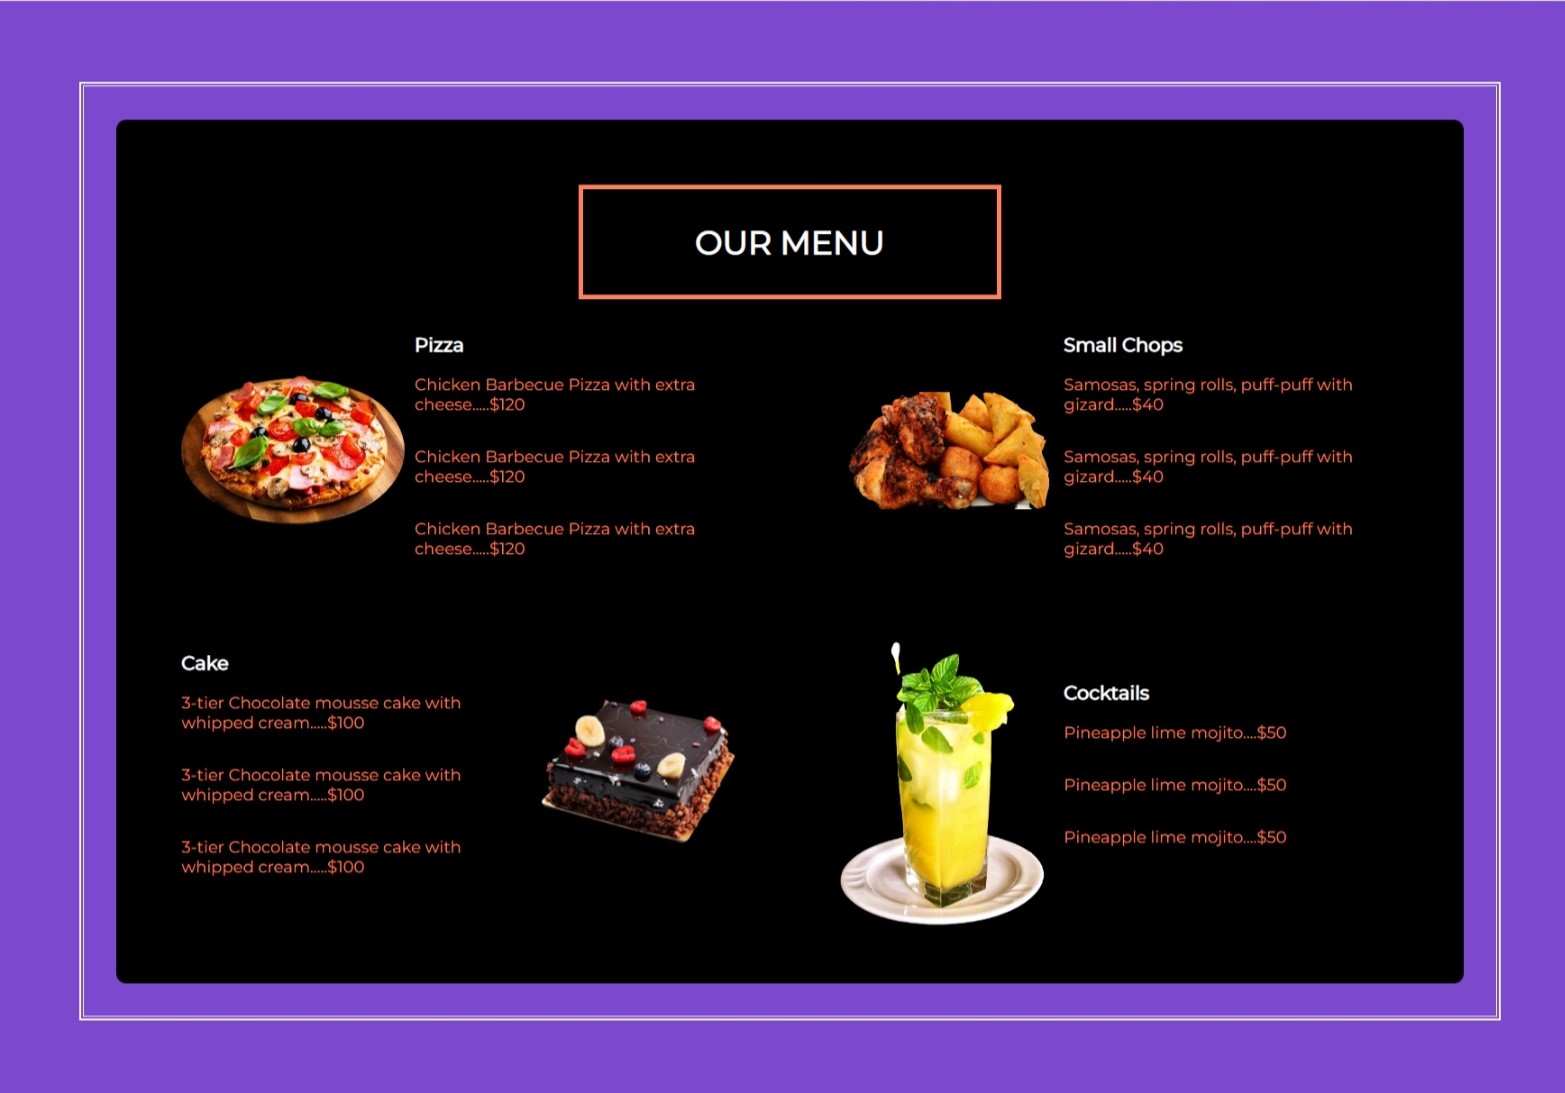 OUR MENU
Pizza
Chicken Barbecue Pizza with extra
cheese.....$120
Chicken Barbecue Pizza with extra
cheese.....$120
Chicken Barbecue Pizza with extra
cheese.....$120
Small Chops
Samosas, spring rolls, puff-puff with
gizard.....$40
Samosas, spring rolls, puff-puff with
gizard.....$40
Samosas, spring rolls, puff-puff with
gizard.....$40
Cake
3-tier Chocolate mousse cake with
whipped cream.....$100
3-tier Chocolate mousse cake with
whipped cream.....$100
3-tier Chocolate mousse cake with
whipped cream.....$100
Cocktails
Pineapple lime mojito....$50
Pineapple lime mojito....$50
Pineapple lime mojito....$50